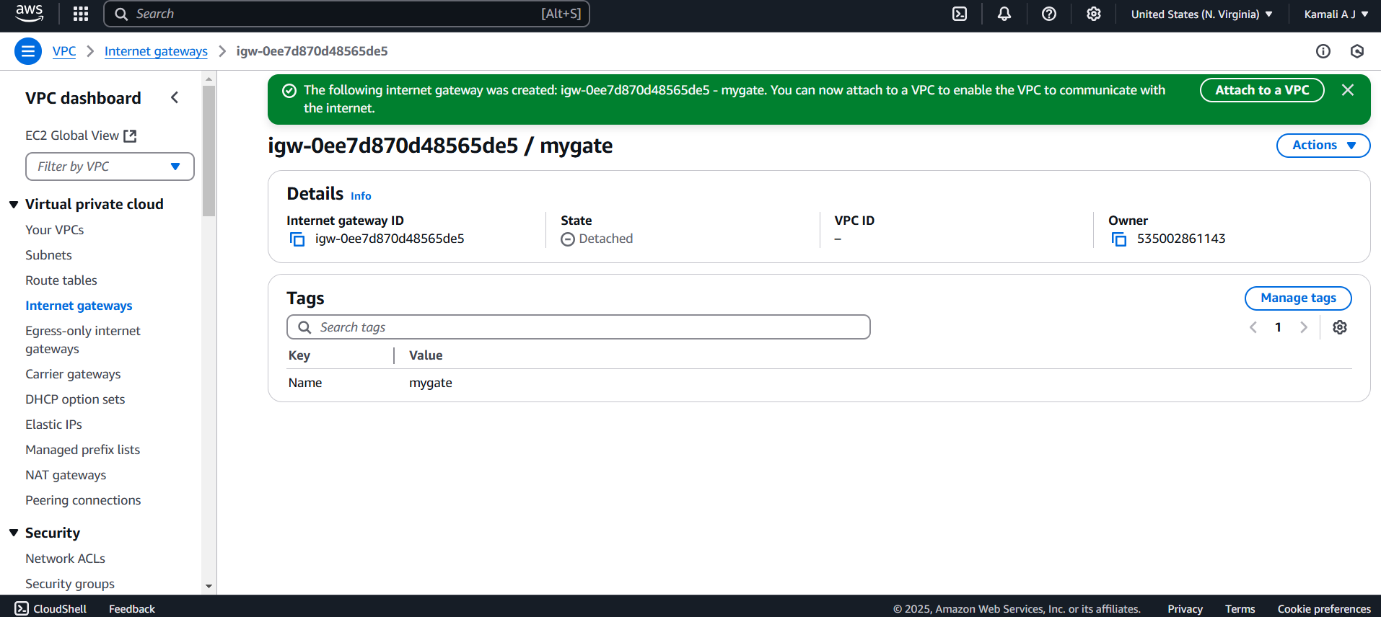 aws
Search [Alt+S]
United States (N. Virginia)
Kamali A J
VPC
Internet gateways
igw-0ee7d870d48565de5
VPC dashboard
EC2 Global View
Filter by VPC
Virtual private cloud
Your VPCs
Subnets
Route tables
Internet gateways
Egress-only internet
gateways
Carrier gateways
DHCP option sets
Elastic IPs
Managed prefix lists
NAT gateways
Peering connections
Security
Network ACLs
Security groups
The following internet gateway was created: igw-0ee7d870d48565de5 - mygate. You can now attach to a VPC to enable the VPC to communicate with
the internet.
Attach to a VPC
igw-0ee7d870d48565de5 / mygate
Actions
Details Info
Internet gateway ID
igw-0ee7d870d48565de5
State
Detached
VPC ID
–
Owner
535002861143
Tags
Manage tags
Search tags
1
Key Value
Name mygate
CloudShell Feedback
© 2025, Amazon Web Services, Inc. or its affiliates. Privacy Terms Cookie preferences